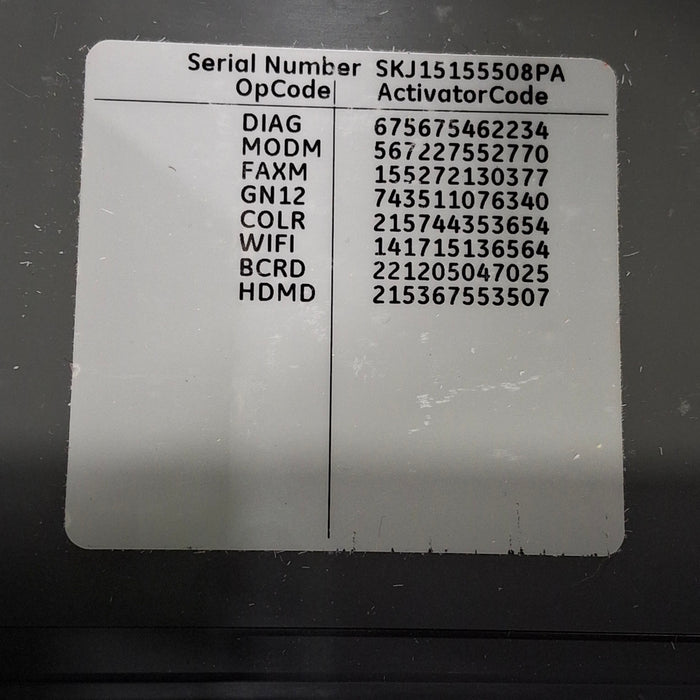 Serial Number SKJ15155508PA
OpCode ActivatorCode
DIAG 675675462234
MODM 567227552770
FAXM 155272130377
GN12 743511076340
COLR 215744353654
WIFI 141715136564
BCRD 221205047025
HDMD 215367553507